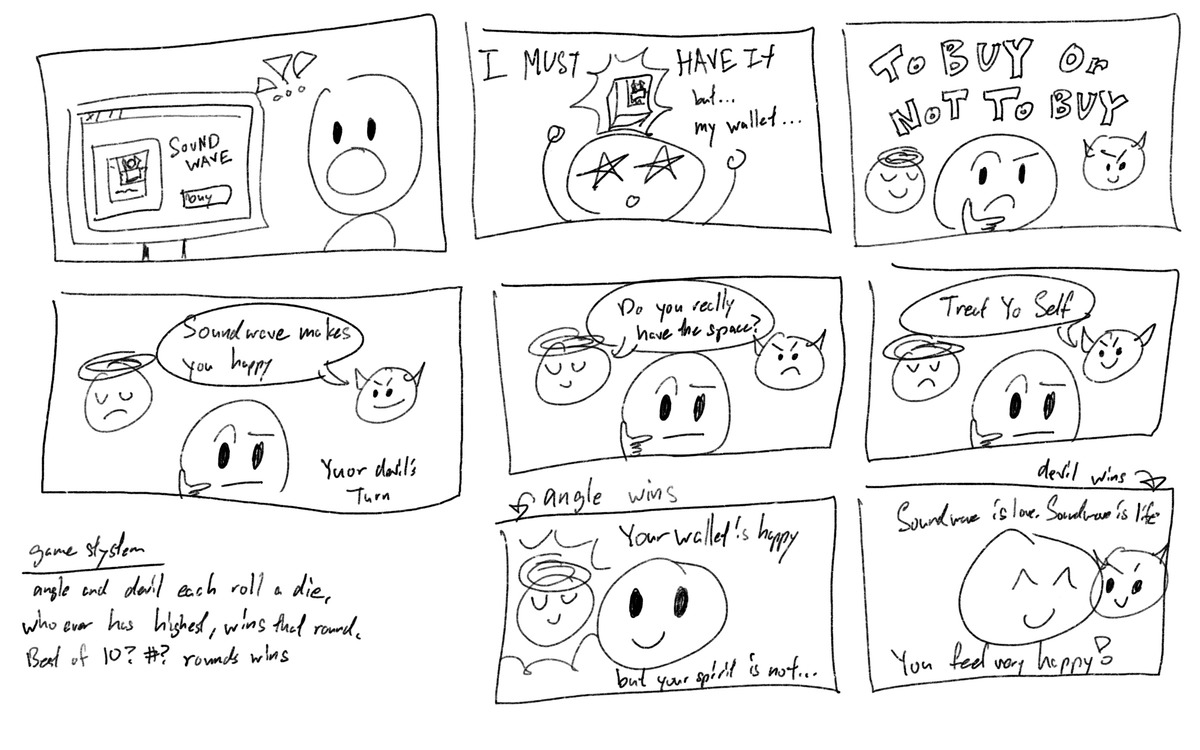 SOUND
WAVE
buy
I MUST HAVE It
but...
my wallet...
To BUY Or
NoT To BUY
Soundwave makes
you happy
Yuor devil's
Turn
Do you really
have the space?
Treat Yo Self
angle wins
Your wallet is happy
but your spirit is not...
devil wins
Soundwave is love. Soundwave is life
You feel very happy!
game stystem
angle and devil each roll a die,
who ever has highest, wins that round.
Best of 10? #? rounds wins